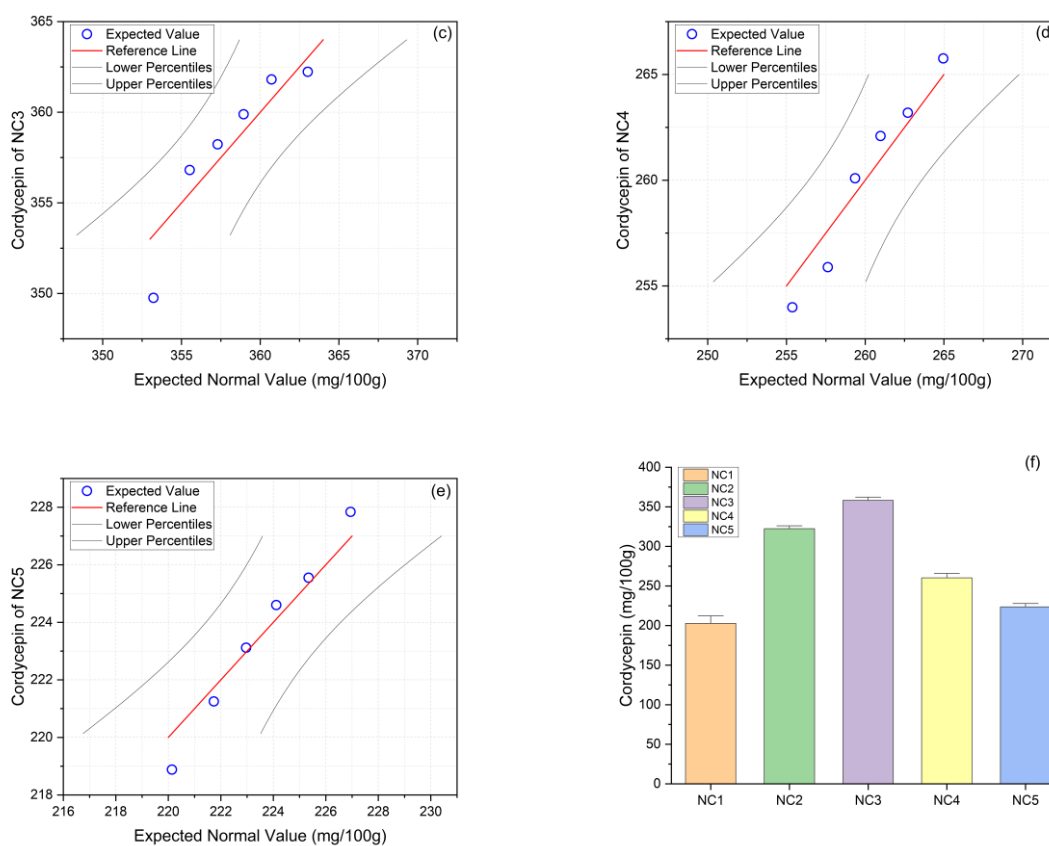 365
360
355
350
Cordycepin of NC3
Expected Value
Reference Line
Lower Percentiles
Upper Percentiles
(c)
350 355 360 365 370
Expected Normal Value (mg/100g)
265
260
255
Cordycepin of NC4
Expected Value
Reference Line
Lower Percentiles
Upper Percentiles
(d
250 255 260 265 270
Expected Normal Value (mg/100g)
228
226
224
222
220
218
Cordycepin of NC5
Expected Value
Reference Line
Lower Percentiles
Upper Percentiles
(e)
216 218 220 222 224 226 228 230
Expected Normal Value (mg/100g)
400
350
300
250
200
150
100
50
0
Cordycepin (mg/100g)
NC1
NC2
NC3
NC4
NC5
(f)
NC1 NC2 NC3 NC4 NC5